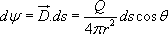 dψ = D⃗.ds = Q/4πr² ds cos θ